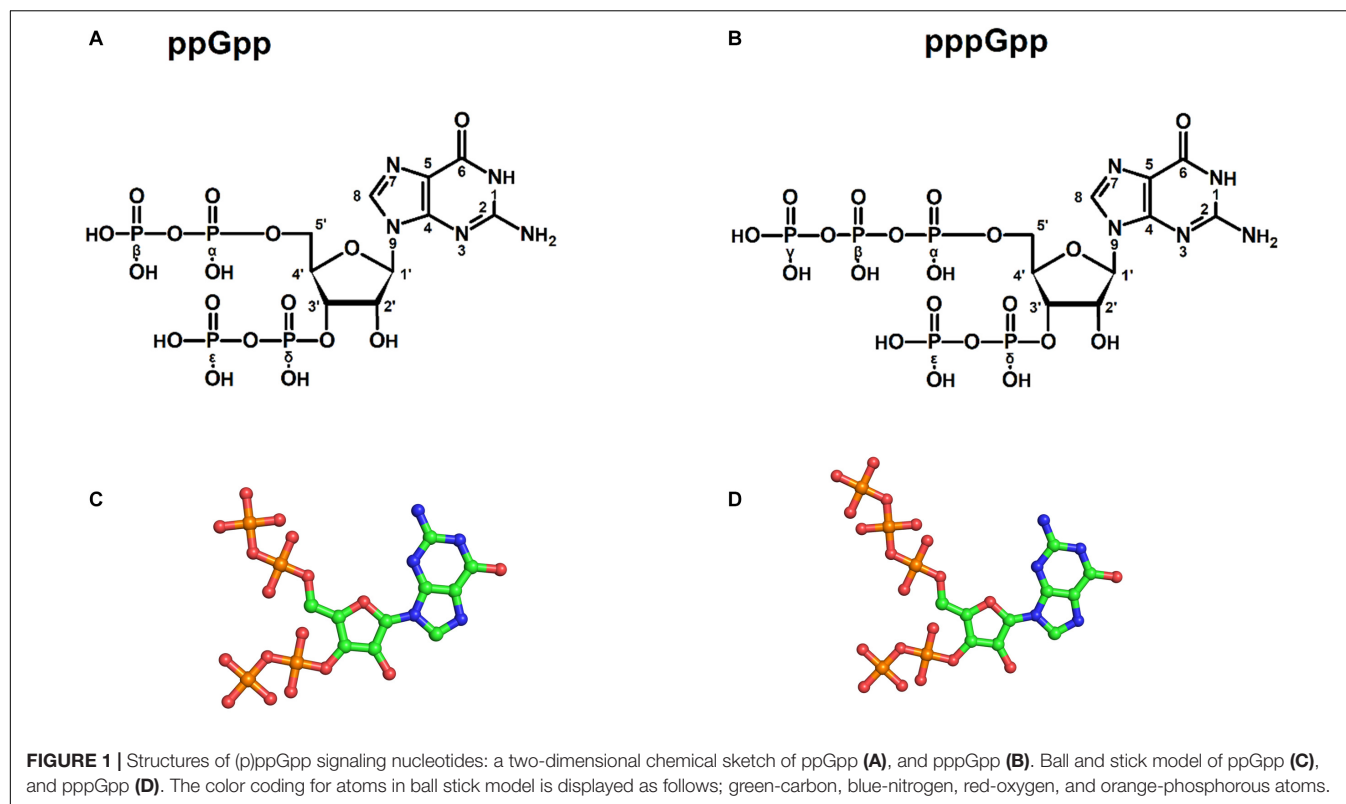 A ppGpp
B pppGpp
O
N
7
5
6
NH
1
8
N
9
4
N
3
2
NH₂
O O
HO P O P O 5'
β α
OH OH
O
4' 1'
3' 2'
O O
HO P O P O OH
ε δ
OH OH
O
N
7
5
6
NH
1
8
N
9
4
N
3
2
NH₂
O O O
HO P O P O P O 5'
γ β α
OH OH OH
O
4' 1'
3' 2'
O O
HO P O P O OH
ε δ
OH OH
C
D
FIGURE 1 | Structures of (p)ppGpp signaling nucleotides: a two-dimensional chemical sketch of ppGpp (A), and pppGpp (B). Ball and stick model of ppGpp (C),
and pppGpp (D). The color coding for atoms in ball stick model is displayed as follows; green-carbon, blue-nitrogen, red-oxygen, and orange-phosphorous atoms.